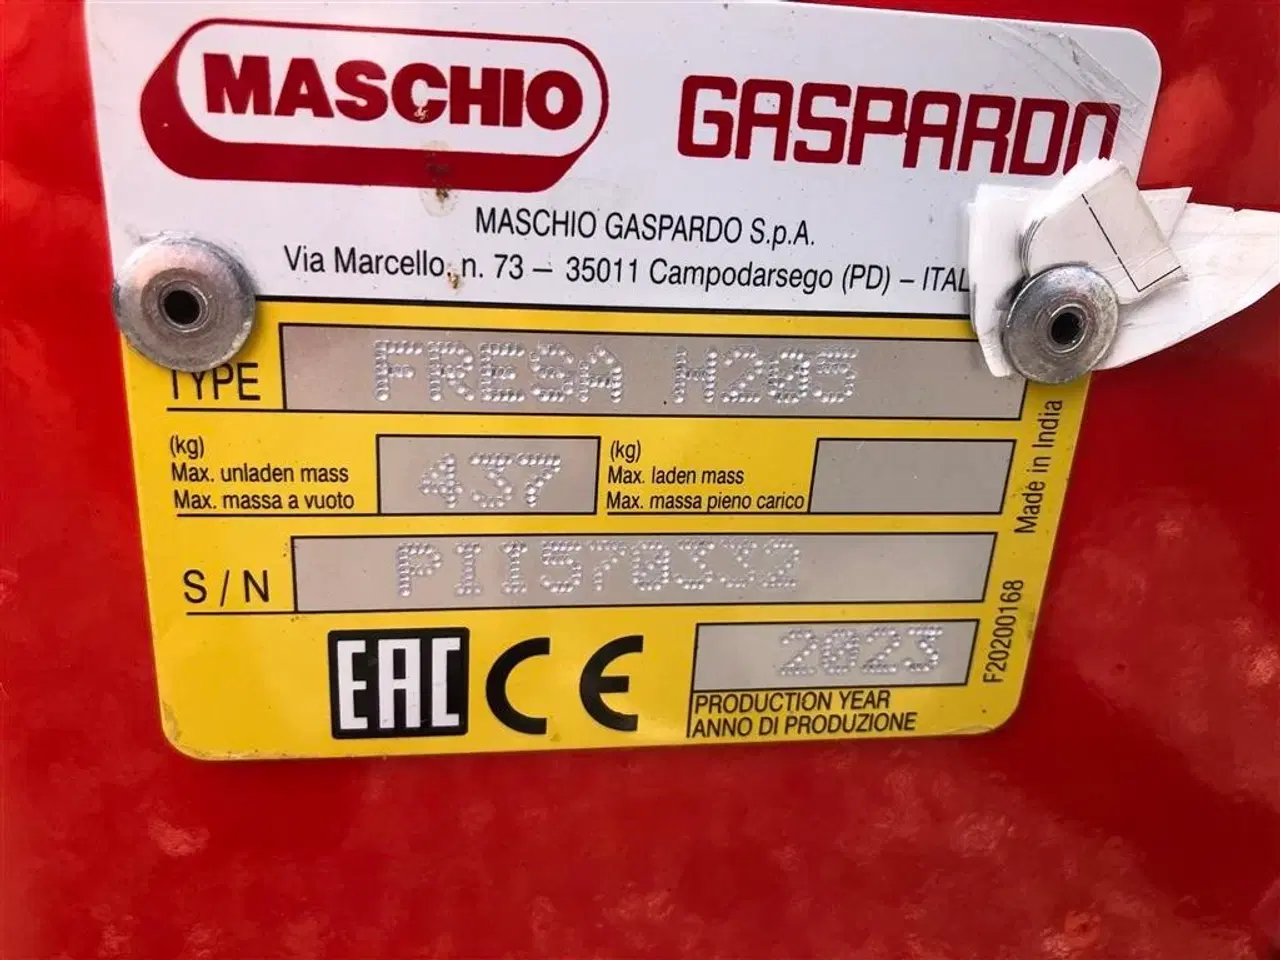 MASCHIO GASPARDO
MASCHIO GASPARDO S.p.A.
Via Marcello, n. 73 – 35011 Campodarsego (PD) – ITAL
TYPE FRESA H205
(kg)
Max. unladen mass
Max. massa a vuoto
437
(kg)
Max. laden mass
Max. massa pieno carico
Made in India
S / N PII570332
EAC CE
2023
PRODUCTION YEAR
ANNO DI PRODUZIONE
F20200168